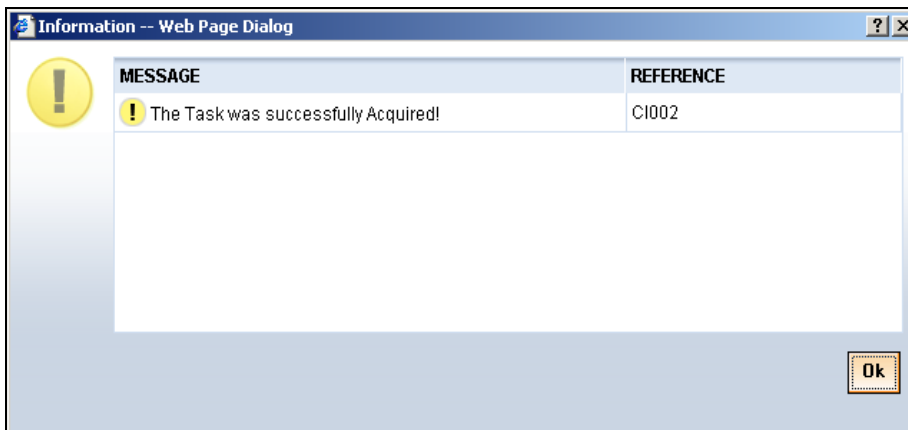 Information -- Web Page Dialog
MESSAGE REFERENCE
The Task was successfully Acquired! CI002
Ok